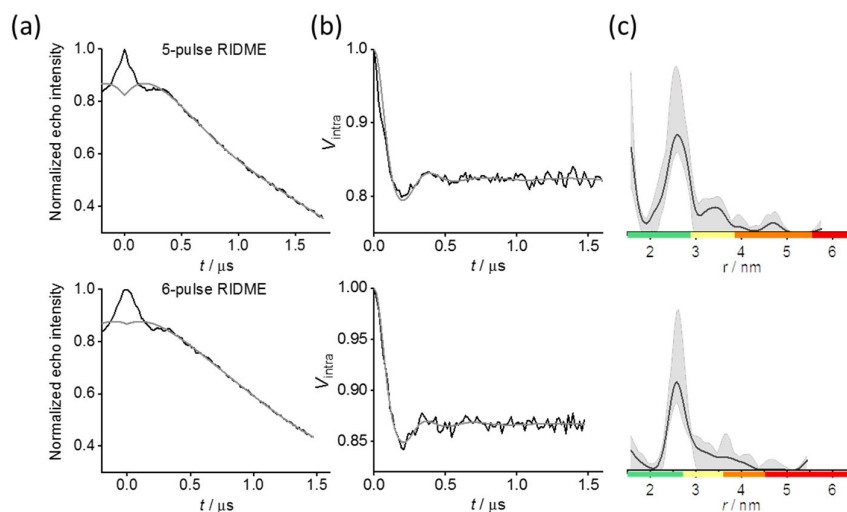 (a)
(b)
(c)
5-pulse RIDME
Normalized echo intensity
1.0
0.8
0.6
0.4
0.0
0.5
1.0
1.5
t / μs
Vintra
1.0
0.9
0.8
0.0
0.5
1.0
1.5
t / μs
2
3
4
5
6
r / nm
6-pulse RIDME
Normalized echo intensity
1.0
0.8
0.6
0.4
0.0
0.5
1.0
1.5
t / μs
Vintra
1.00
0.95
0.90
0.85
0.0
0.5
1.0
1.5
t / μs
2
3
4
5
6
r / nm